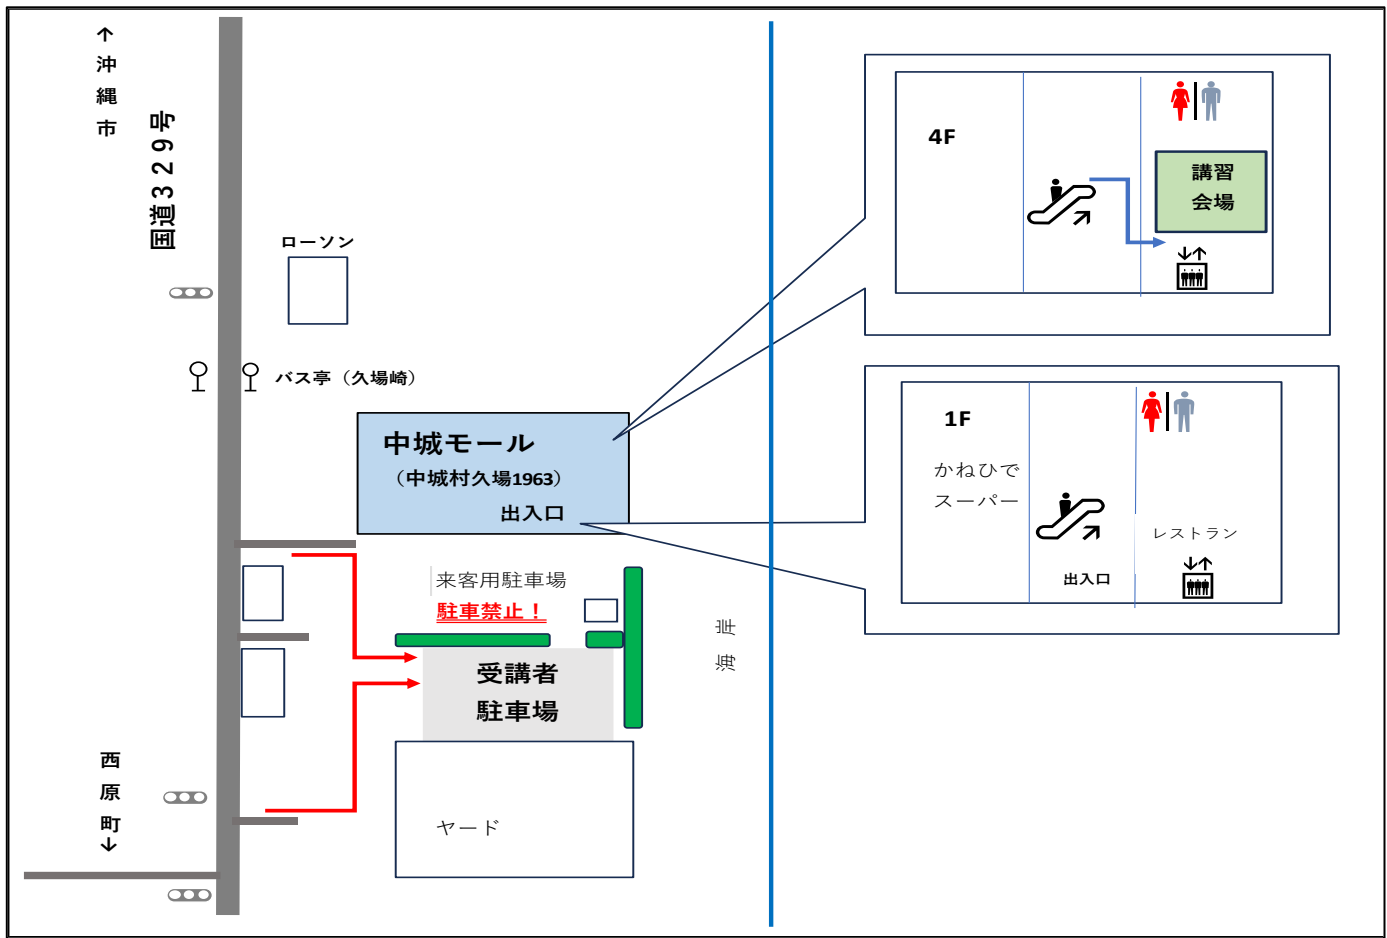 ↑沖縄市
国道３２９号
ローソン
バス亭（久場崎）
中城モール
（中城村久場1963）
出入口
来客用駐車場
駐車禁止！
受講者
駐車場
ヤード
西原町↓
海岸
4F
講習
会場
1F
かねひで
スーパー
レストラン
出入口